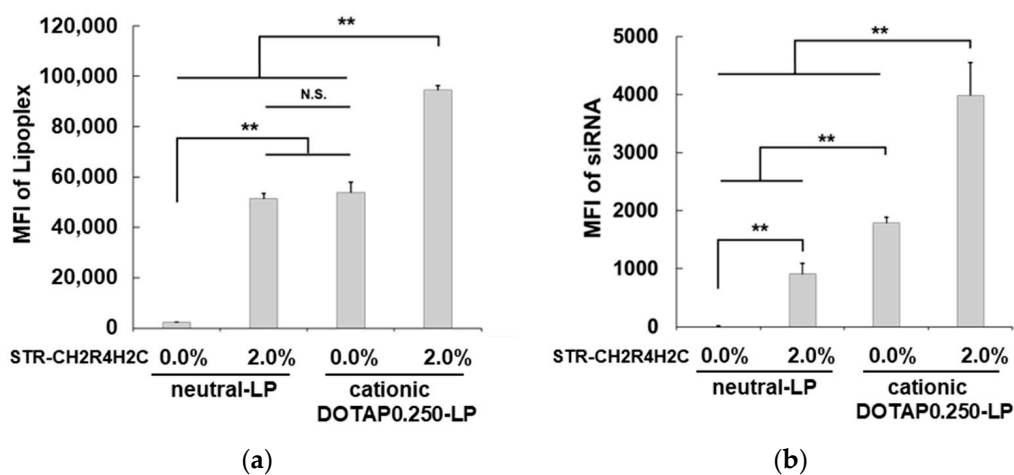 120,000
**
100,000
N.S.
80,000
**
60,000
40,000
20,000
0
MFI of Lipoplex
STR-CH2R4H2C 0.0% 2.0% 0.0% 2.0%
neutral-LP cationic
DOTAP0.250-LP
(a)
5000
**
4000
3000
**
2000
**
1000
0
MFI of siRNA
STR-CH2R4H2C 0.0% 2.0% 0.0% 2.0%
neutral-LP cationic
DOTAP0.250-LP
(b)